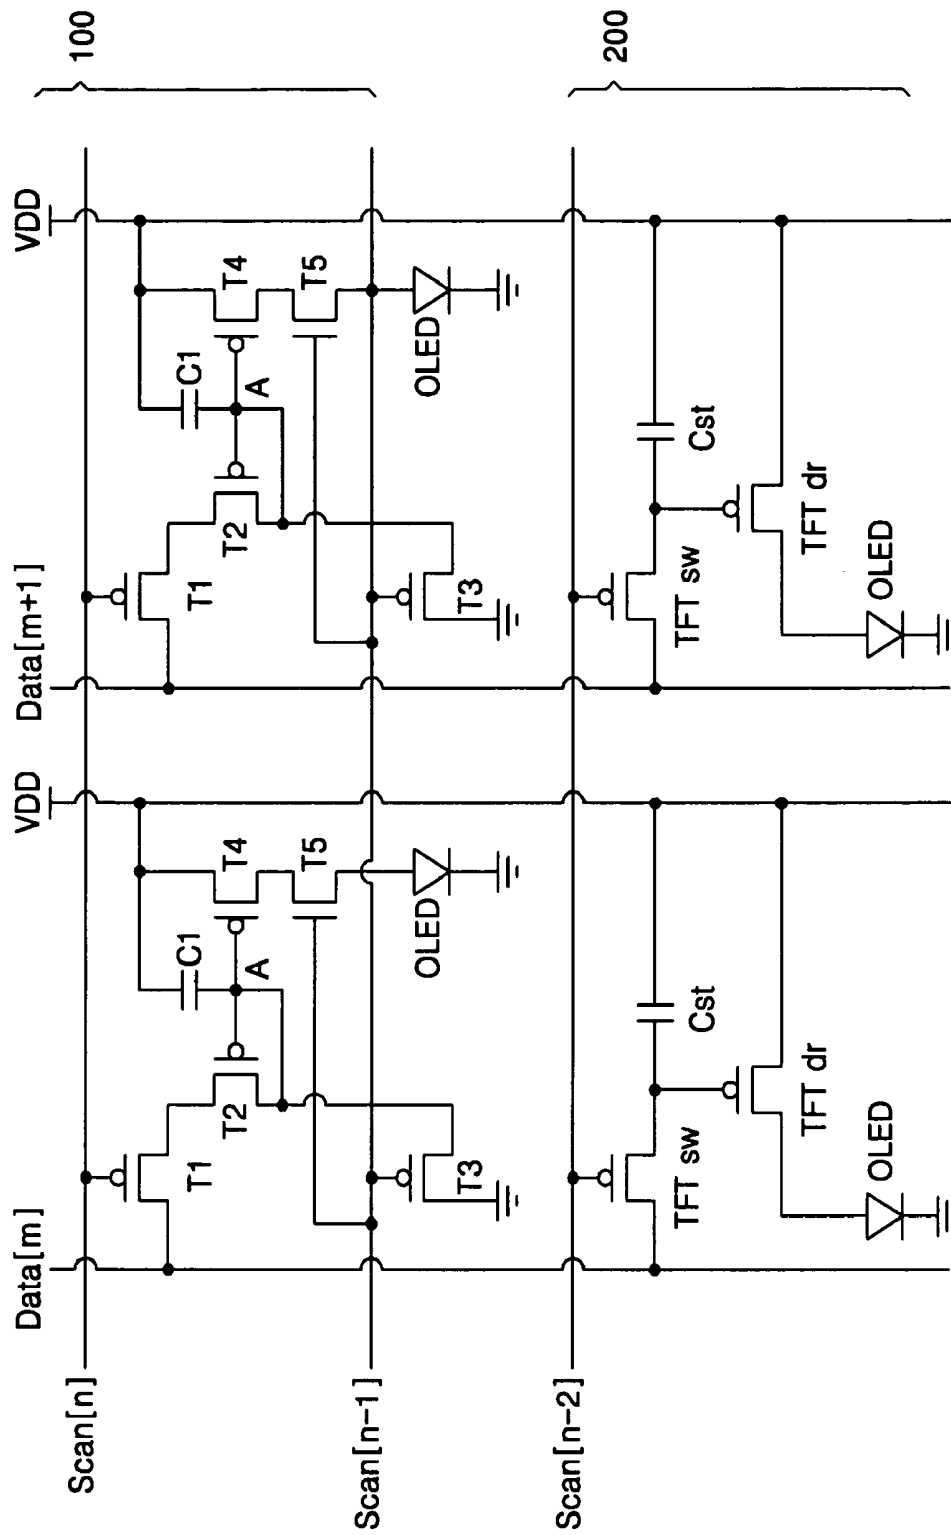 Data[m]
VDD
Data[m+1]
VDD
Scan[n]
100
C1
T4
C1
T4
A
A
T1
T2
T5
T1
T2
T5
OLED
OLED
T3
T3
Scan[n-1]
Scan[n-2]
200
TFT sw
Cst
TFT sw
Cst
TFT dr
TFT dr
OLED
OLED